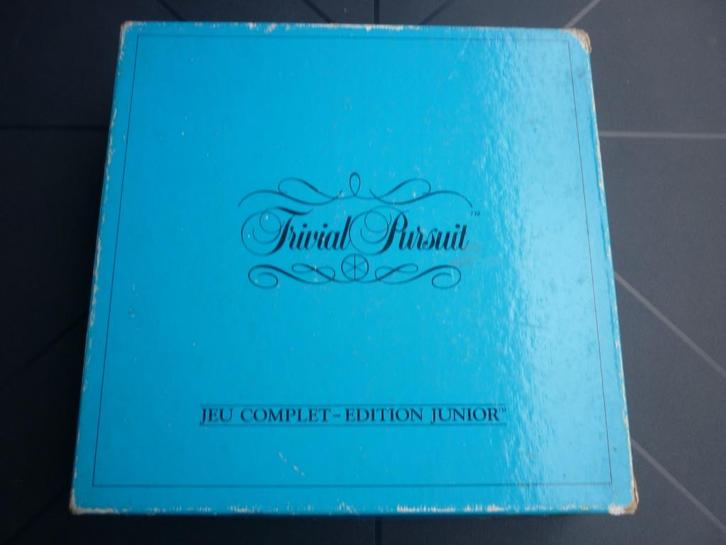 Trivial Pursuit™
JEU COMPLET - EDITION JUNIOR™